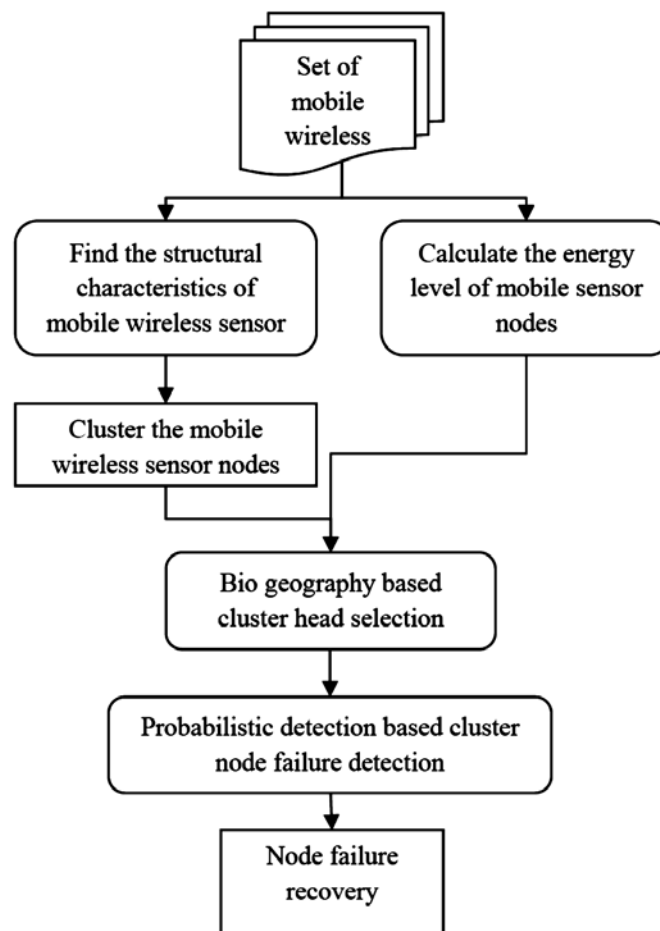 Set of
mobile
wireless
Find the structural
characteristics of
mobile wireless sensor
Calculate the energy
level of mobile sensor
nodes
Cluster the mobile
wireless sensor nodes
Bio geography based
cluster head selection
Probabilistic detection based cluster
node failure detection
Node failure
recovery